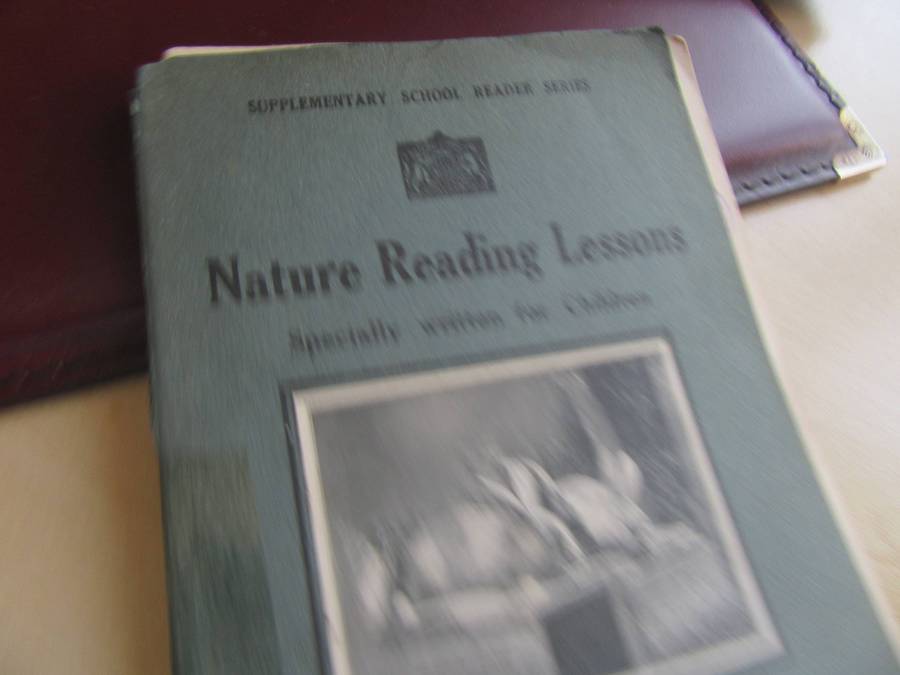 SUPPLEMENTARY SCHOOL READER SERIES
Nature Reading Lessons
Specially written for Children